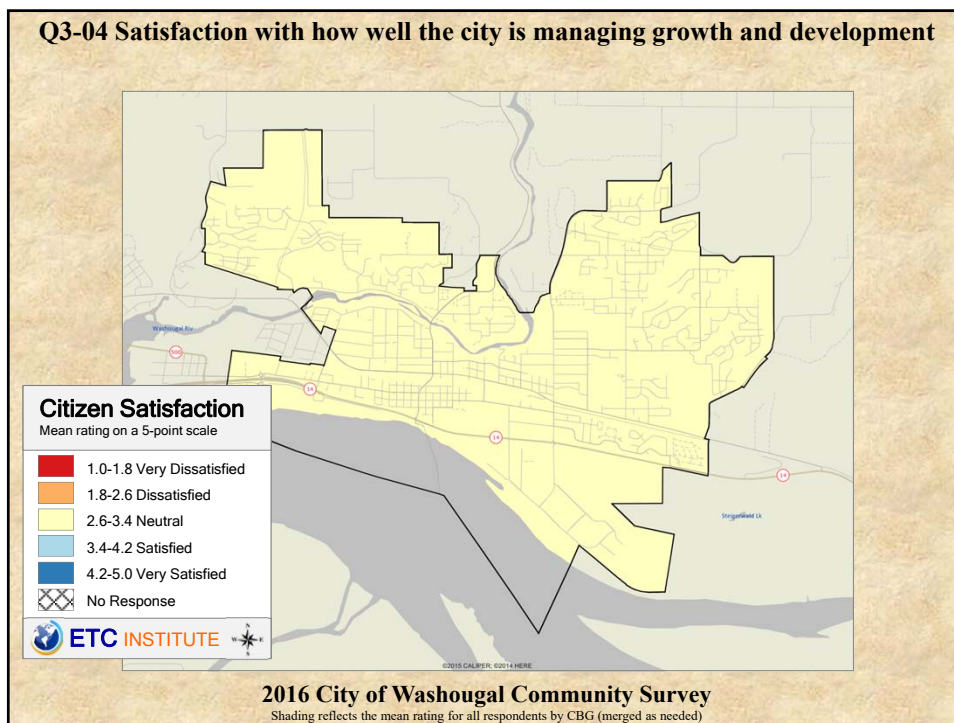 Q3-04 Satisfaction with how well the city is managing growth and development
Washougal Riv
500
14
14
14
Steigerwald Lk
Citizen Satisfaction
Mean rating on a 5-point scale
1.0-1.8 Very Dissatisfied
1.8-2.6 Dissatisfied
2.6-3.4 Neutral
3.4-4.2 Satisfied
4.2-5.0 Very Satisfied
No Response
ETC INSTITUTE
N
W E
S
©2015 CALIPER; ©2014 HERE
2016 City of Washougal Community Survey
Shading reflects the mean rating for all respondents by CBG (merged as needed)